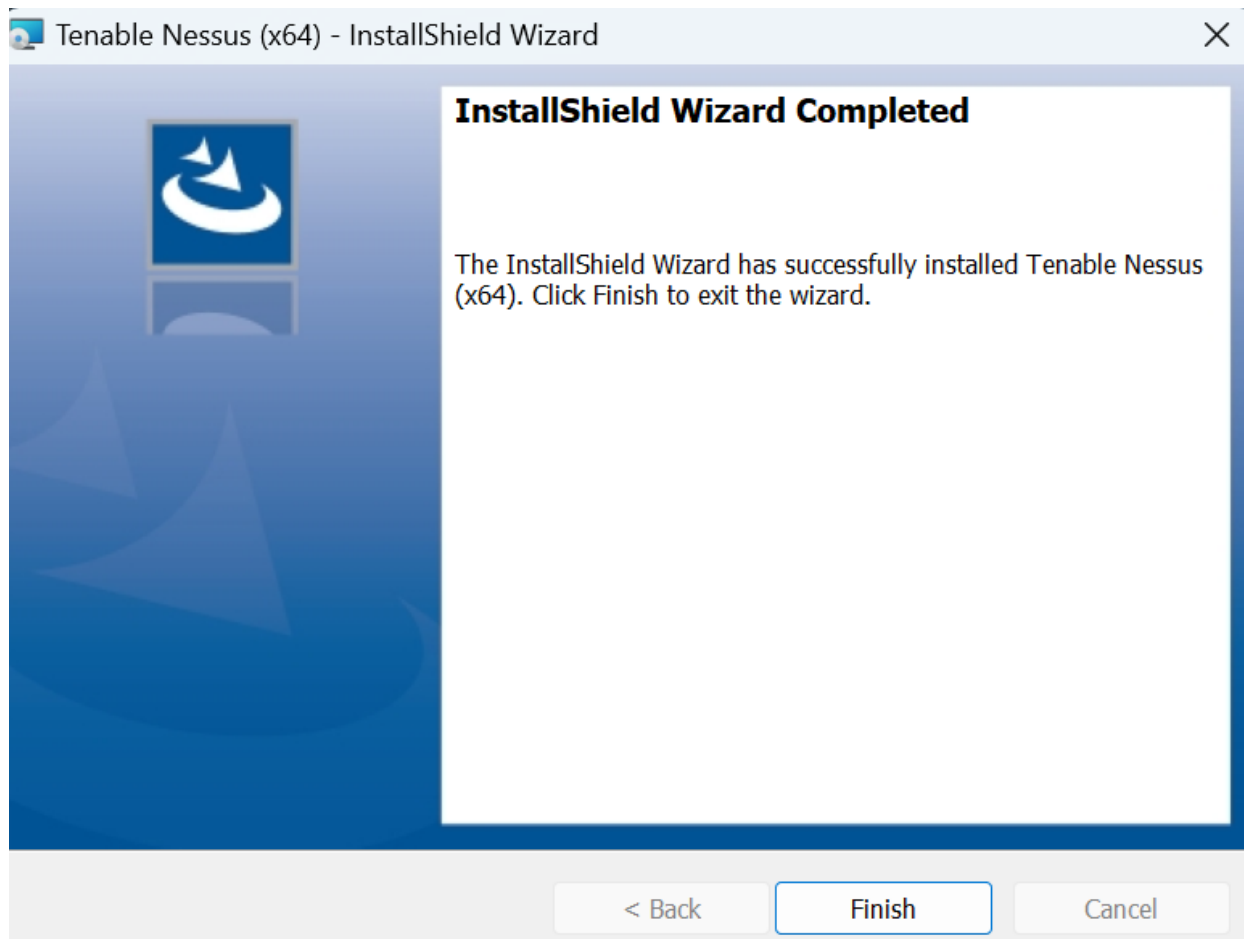 Tenable Nessus (x64) - InstallShield Wizard
InstallShield Wizard Completed
The InstallShield Wizard has successfully installed Tenable Nessus
(x64). Click Finish to exit the wizard.
< Back
Finish
Cancel